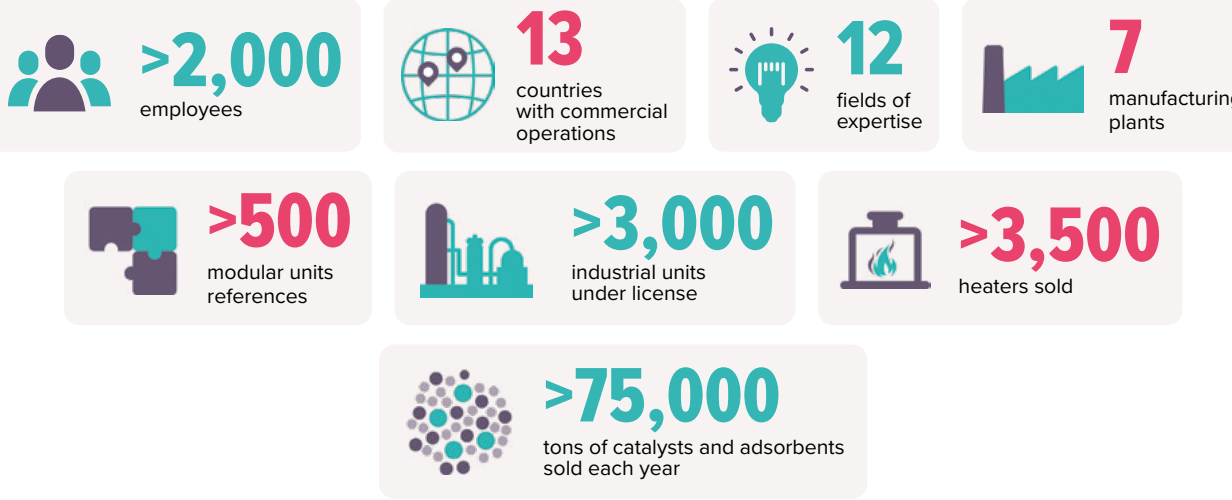 >2,000
employees
13
countries
with commercial
operations
12
fields of
expertise
7
manufacturing
plants
>500
modular units
references
>3,000
industrial units
under license
>3,500
heaters sold
>75,000
tons of catalysts and adsorbents
sold each year